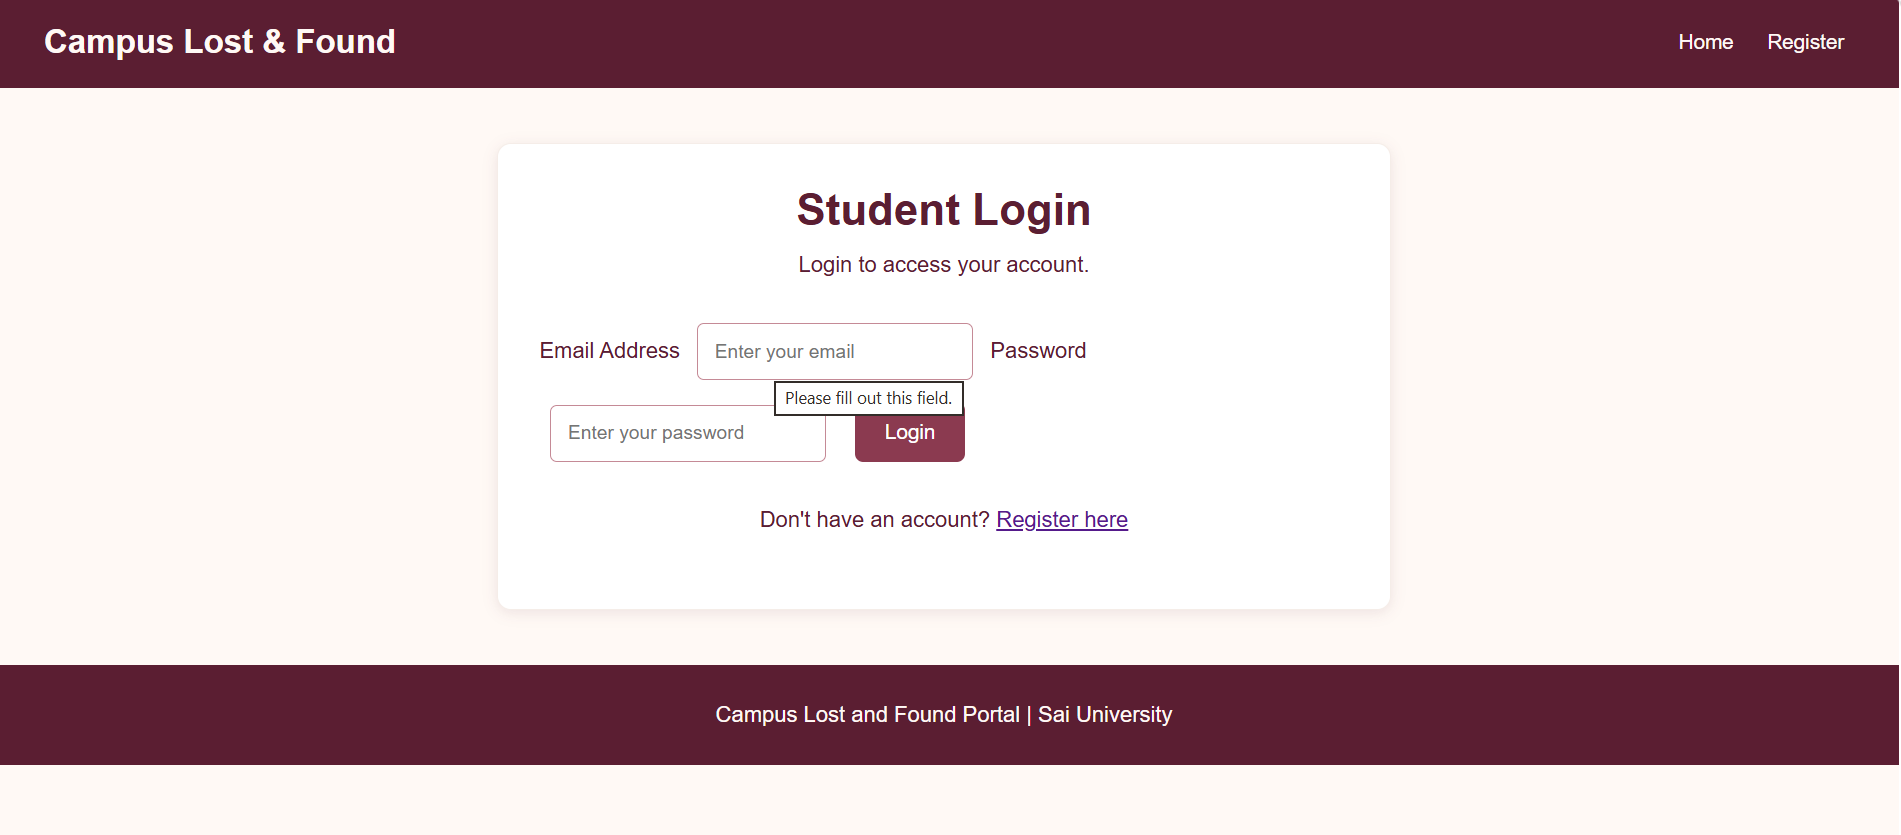 Campus Lost & Found
Home Register
Student Login
Login to access your account.
Email Address Enter your email Password
Please fill out this field.
Enter your password Login
Don't have an account? Register here
Campus Lost and Found Portal | Sai University